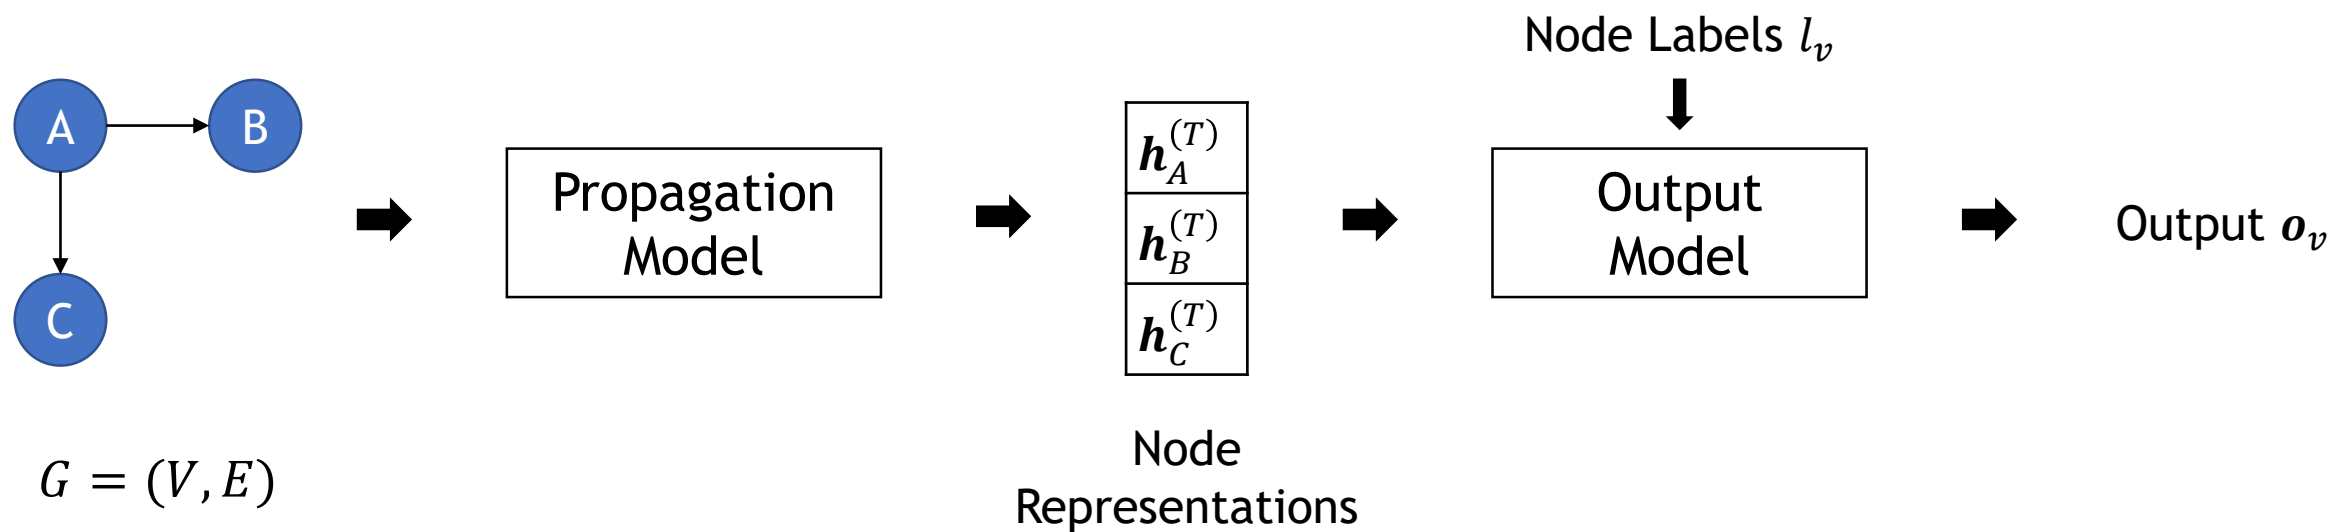 A
B
C
G = (V, E)
Propagation
Model
h_A^{(T)}
h_B^{(T)}
h_C^{(T)}
Node
Representations
Node Labels l_v
Output
Model
Output o_v